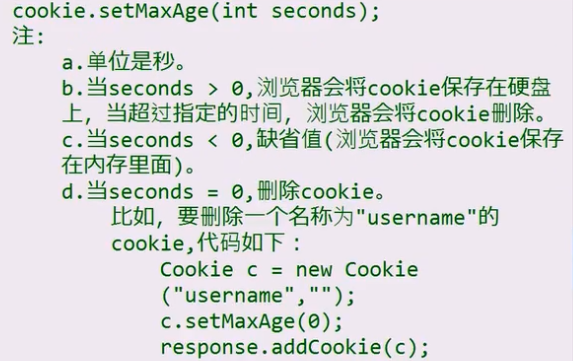 cookie.setMaxAge(int seconds);
注:
a.单位是秒。
b.当seconds > 0,浏览器会将cookie保存在硬盘
上，当超过指定的时间，浏览器会将cookie删除。
c.当seconds < 0,缺省值(浏览器会将cookie保存
在内存里面)。
d.当seconds = 0,删除cookie。
比如，要删除一个名称为"username"的
cookie,代码如下：
Cookie c = new Cookie
("username","");
c.setMaxAge(0);
response.addCookie(c);